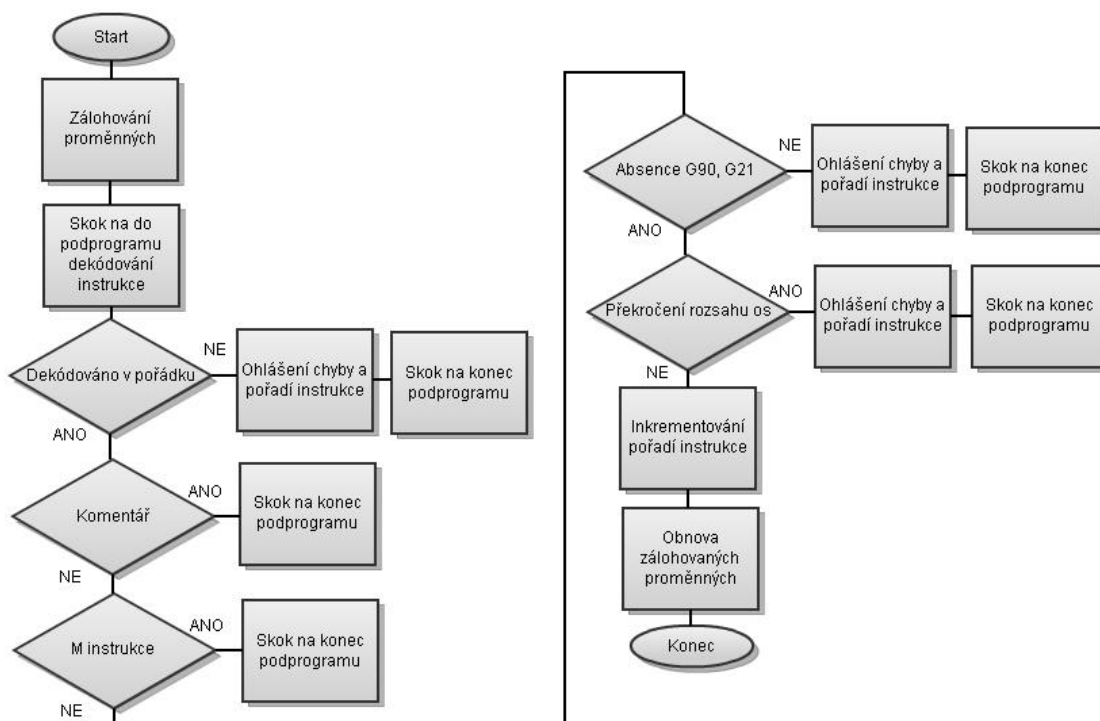 Start
Zálohování
proměnných
Skok na do
podprogramu
dekódování
instrukce
Dekódováno v pořádku
NE
Ohlášení chyby a
pořadí instrukce
Skok na konec
podprogramu
ANO
Komentář
ANO
Skok na konec
podprogramu
NE
M instrukce
ANO
Skok na konec
podprogramu
NE
Absence G90, G21
NE
Ohlášení chyby a
pořadí instrukce
Skok na konec
podprogramu
ANO
Překročení rozsahu os
ANO
Ohlášení chyby a
pořadí instrukce
Skok na konec
podprogramu
NE
Inkrementování
pořadí instrukce
Obnova
zálohovaných
proměnných
Konec